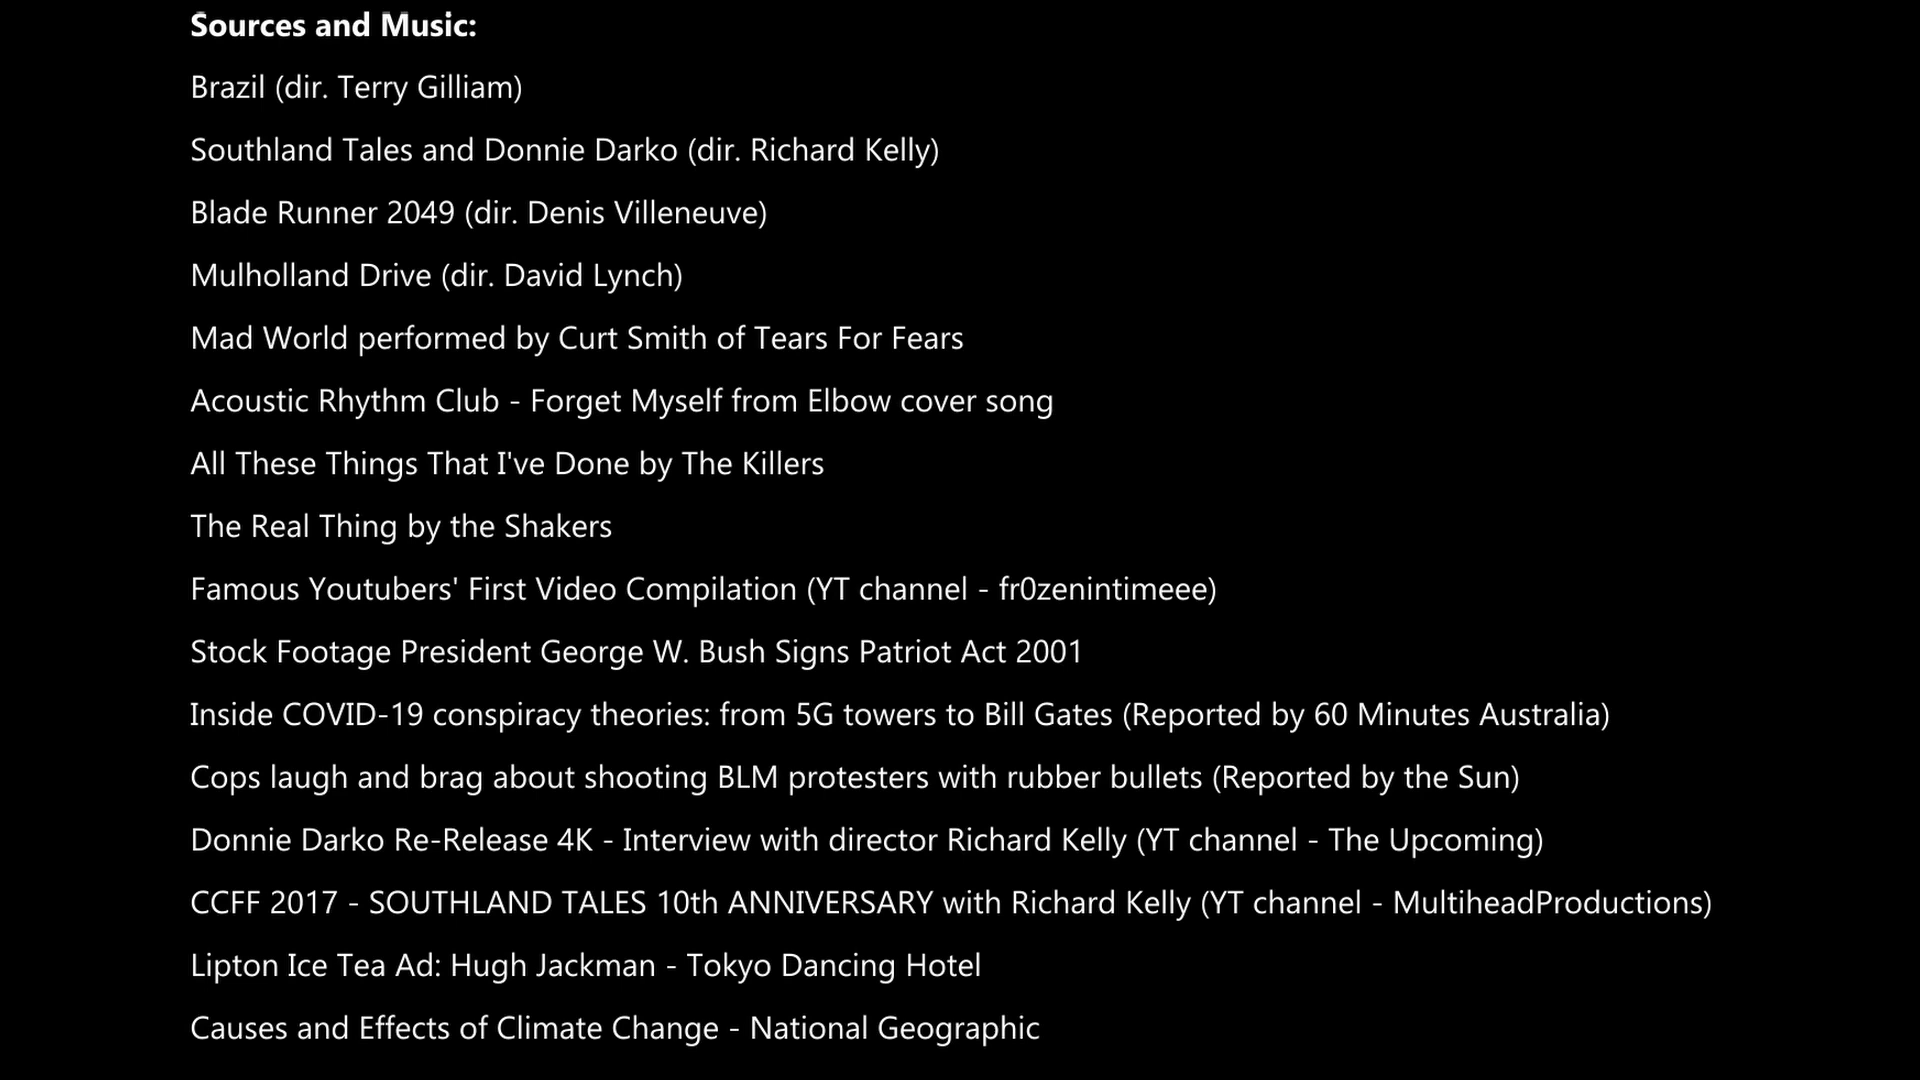 Sources and Music:
Brazil (dir. Terry Gilliam)
Southland Tales and Donnie Darko (dir. Richard Kelly)
Blade Runner 2049 (dir. Denis Villeneuve)
Mulholland Drive (dir. David Lynch)
Mad World performed by Curt Smith of Tears For Fears
Acoustic Rhythm Club - Forget Myself from Elbow cover song
All These Things That I've Done by The Killers
The Real Thing by the Shakers
Famous Youtubers' First Video Compilation (YT channel - fr0zenintimeee)
Stock Footage President George W. Bush Signs Patriot Act 2001
Inside COVID-19 conspiracy theories: from 5G towers to Bill Gates (Reported by 60 Minutes Australia)
Cops laugh and brag about shooting BLM protesters with rubber bullets (Reported by the Sun)
Donnie Darko Re-Release 4K - Interview with director Richard Kelly (YT channel - The Upcoming)
CCFF 2017 - SOUTHLAND TALES 10th ANNIVERSARY with Richard Kelly (YT channel - MultiheadProductions)
Lipton Ice Tea Ad: Hugh Jackman - Tokyo Dancing Hotel
Causes and Effects of Climate Change - National Geographic